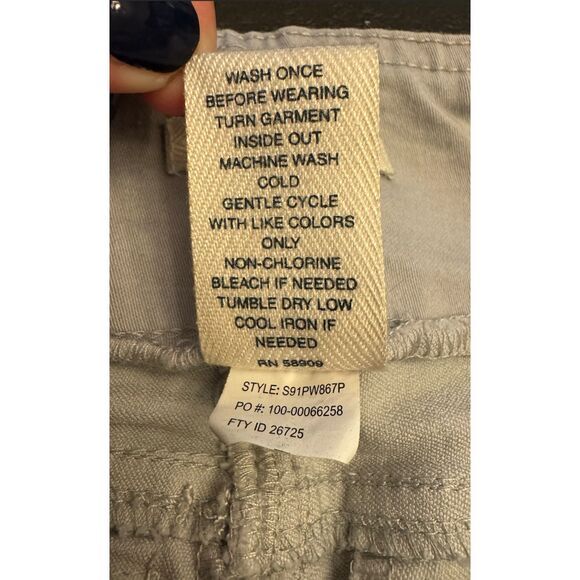 WASH ONCE
BEFORE WEARING
TURN GARMENT
INSIDE OUT
MACHINE WASH
COLD
GENTLE CYCLE
WITH LIKE COLORS
ONLY
NON-CHLORINE
BLEACH IF NEEDED
TUMBLE DRY LOW
COOL IRON IF
NEEDED
RN 58909
STYLE: S91PW867P
PO #: 100-00066258
FTY ID 26725